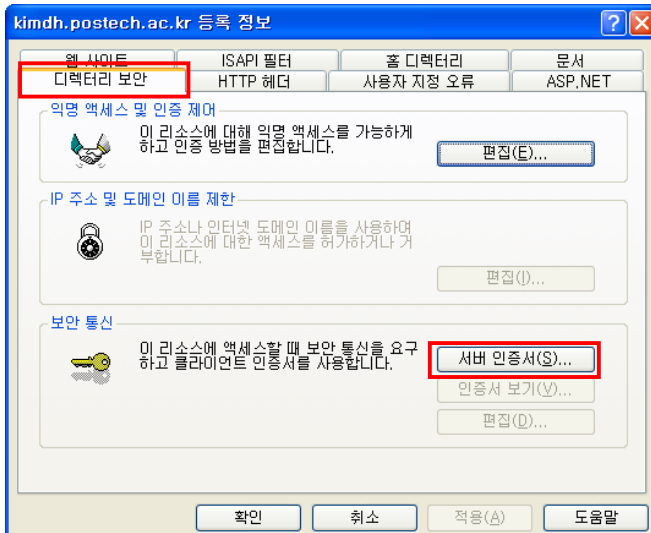 kimdh.postech.ac.kr 등록 정보
웹 사이트 ISAPI 필터 홈 디렉터리 문서
디렉터리 보안 HTTP 헤더 사용자 지정 오류 ASP.NET
익명 액세스 및 인증 제어
이 리소스에 대해 익명 액세스를 가능하게
하고 인증 방법을 편집합니다.
편집(E)...
IP 주소 및 도메인 이름 제한
IP 주소나 인터넷 도메인 이름을 사용하여
이 리소스에 대한 액세스를 허가하거나 거
부합니다.
편집(I)...
보안 통신
이 리소스에 액세스할 때 보안 통신을 요구
하고 클라이언트 인증서를 사용합니다.
서버 인증서(S)...
인증서 보기(V)...
편집(D)...
확인 취소 적용(A) 도움말